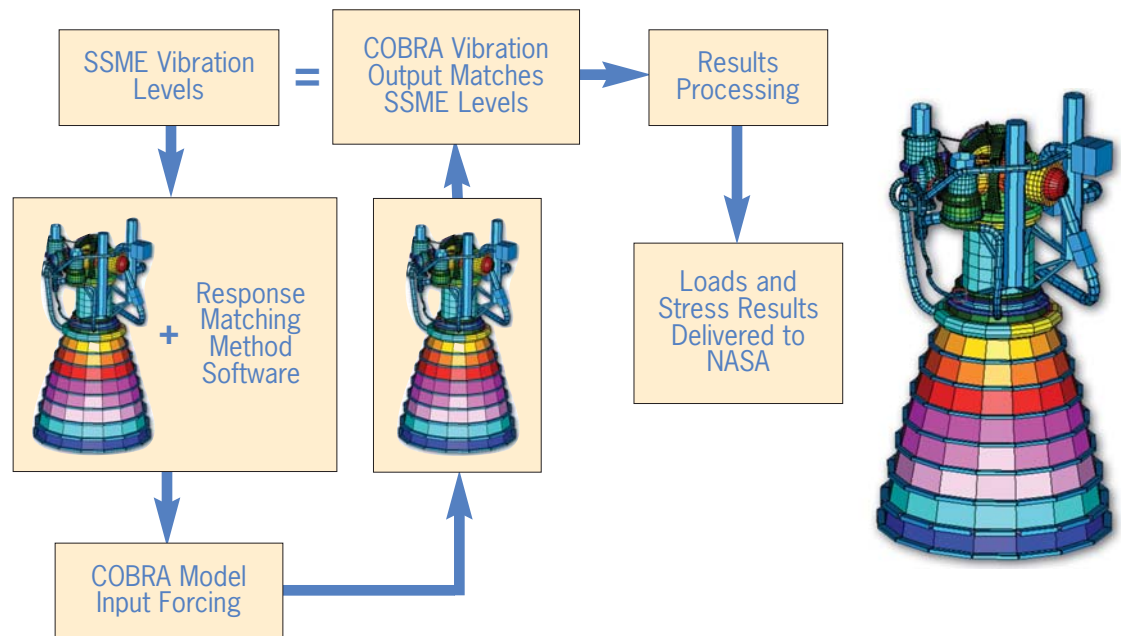 SSME Vibration
Levels
=
COBRA Vibration
Output Matches
SSME Levels
Results
Processing
+
Response
Matching
Method
Software
Loads and
Stress Results
Delivered to
NASA
COBRA Model
Input Forcing